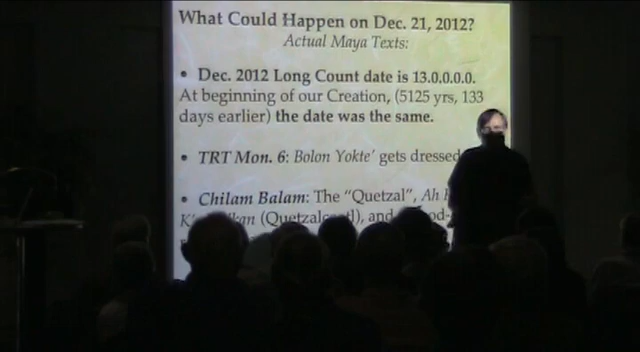 What Could Happen on Dec. 21, 2012?
Actual Maya Texts:
• Dec. 2012 Long Count date is 13.0.0.0.0.
At beginning of our Creation, (5125 yrs, 133
days earlier) the date was the same.
• TRT Mon. 6: Bolon Yokte' gets dressed
• Chilam Balam: The "Quetzal", Ah
(Quetzalcoatl), and